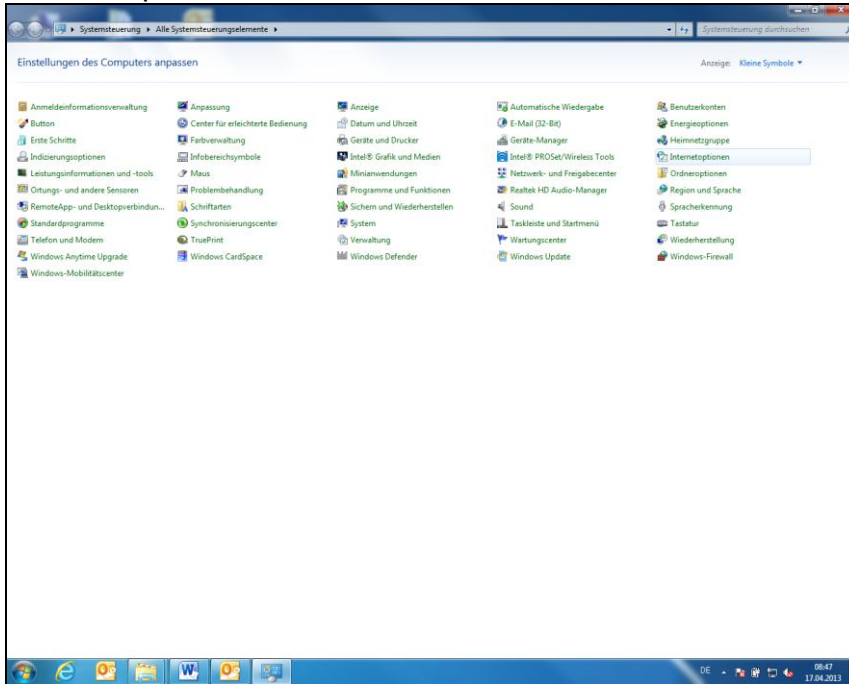 Systemsteuerung ▸ Alle Systemsteuerungselemente ▸
Systemsteuerung durchsuchen
Einstellungen des Computers anpassen
Anzeige: Kleine Symbole
Anmeldeinformationsverwaltung Anpassung Anzeige Automatische Wiedergabe Benutzerkonten
Button Center für erleichterte Bedienung Datum und Uhrzeit E-Mail (32-Bit) Energieoptionen
Erste Schritte Farbverwaltung Geräte und Drucker Geräte-Manager Heimnetzgruppe
Indizierungsoptionen Infobereichsymbole Intel® Grafik und Medien Intel® PROSet/Wireless Tools Internetoptionen
Leistungsinformationen und -tools Maus Minianwendungen Netzwerk- und Freigabecenter Ordneroptionen
Ortungs- und andere Sensoren Problembehandlung Programme und Funktionen Realtek HD Audio-Manager Region und Sprache
RemoteApp- und Desktopverbindun... Schriftarten Sichern und Wiederherstellen Sound Spracherkennung
Standardprogramme Synchronisierungscenter System Taskleiste und Startmenü Tastatur
Telefon und Modem TruePrint Verwaltung Wartungscenter Wiederherstellung
Windows Anytime Upgrade Windows CardSpace Windows Defender Windows Update Windows-Firewall
Windows-Mobilitätscenter
DE
08:47
17.04.2013